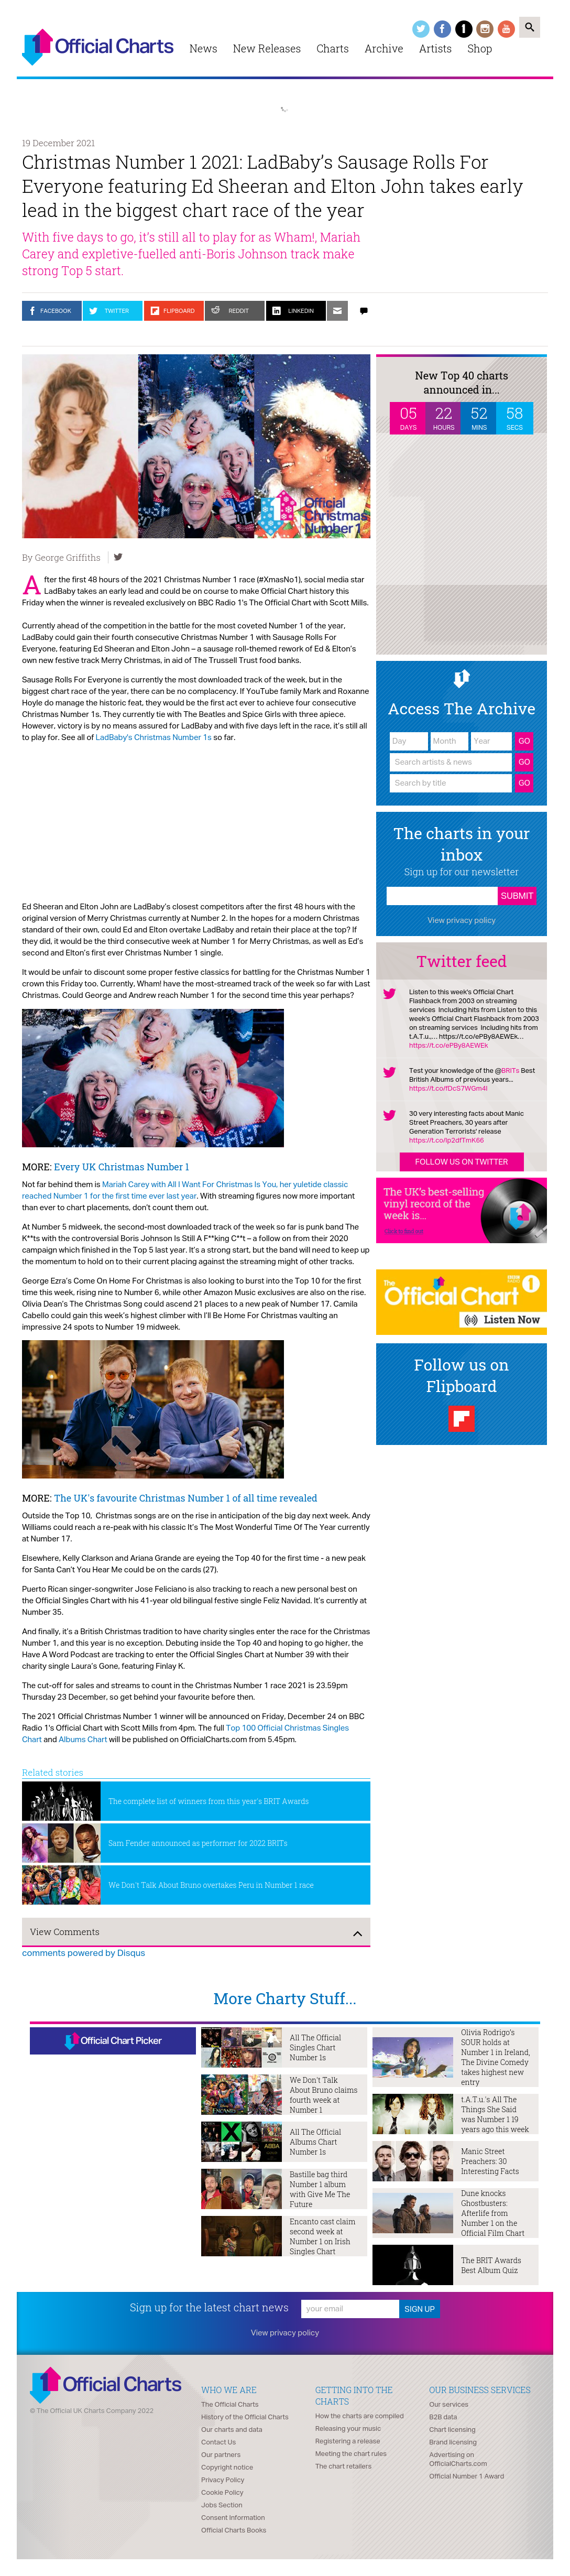 Official Charts
News
New Releases
Charts
Archive
Artists
Shop
19 December 2021
Christmas Number 1 2021: LadBaby's Sausage Rolls For
Everyone featuring Ed Sheeran and Elton John takes early
lead in the biggest chart race of the year
With five days to go, it's still all to play for as Wham!, Mariah
Carey and expletive-fuelled anti-Boris Johnson track make
strong Top 5 start.
FACEBOOK
TWITTER
FLIPBOARD
REDDIT
LINKEDIN
Official
Christmas
Number 1
By George Griffiths
After the first 48 hours of the 2021 Christmas Number 1 race (#XmasNo1), social media star
LadBaby takes an early lead and could be on course to make Official Chart history this
Friday when the winner is revealed exclusively on BBC Radio 1's The Official Chart with Scott Mills.
Currently ahead of the competition in the battle for the most coveted Number 1 of the year,
LadBaby could gain their fourth consecutive Christmas Number 1 with Sausage Rolls For
Everyone, featuring Ed Sheeran and Elton John – a sausage roll-themed rework of Ed & Elton's
own new festive track Merry Christmas, in aid of The Trussell Trust food banks.
Sausage Rolls For Everyone is currently the most downloaded track of the week, but in the
biggest chart race of the year, there can be no complacency. If YouTube family Mark and Roxanne
Hoyle do manage the historic feat, they would be the first act ever to achieve four consecutive
Christmas Number 1s. They currently tie with The Beatles and Spice Girls with three apiece.
However, victory is by no means assured for LadBaby and with five days left in the race, it's still all
to play for. See all of LadBaby's Christmas Number 1s so far.
Ed Sheeran and Elton John are LadBaby's closest competitors after the first 48 hours with the
original version of Merry Christmas currently at Number 2. In the hopes for a modern Christmas
standard of their own, could Ed and Elton overtake LadBaby and retain their place at the top? If
they did, it would be the third consecutive week at Number 1 for Merry Christmas, as well as Ed's
second and Elton's first ever Christmas Number 1 single.
It would be unfair to discount some proper festive classics for battling for the Christmas Number 1
crown this Friday too. Currently, Wham! have the most-streamed track of the week so far with Last
Christmas. Could George and Andrew reach Number 1 for the second time this year perhaps?
MORE: Every UK Christmas Number 1
Not far behind them is Mariah Carey with All I Want For Christmas Is You, her yuletide classic
reached Number 1 for the first time ever last year. With streaming figures now more important
than ever to chart placements, don't count them out.
At Number 5 midweek, the second-most downloaded track of the week so far is punk band The
K**ts with the controversial Boris Johnson Is Still A F**king C**t – a follow on from their 2020
campaign which finished in the Top 5 last year. It's a strong start, but the band will need to keep up
the momentum to hold on to their current placing against the streaming might of other tracks.
George Ezra's Come On Home For Christmas is also looking to burst into the Top 10 for the first
time this week, rising nine to Number 6, while other Amazon Music exclusives are also on the rise.
Olivia Dean's The Christmas Song could ascend 21 places to a new peak of Number 17. Camila
Cabello could gain this week's highest climber with I'll Be Home For Christmas vaulting an
impressive 24 spots to Number 19 midweek.
MORE: The UK's favourite Christmas Number 1 of all time revealed
Outside the Top 10, Christmas songs are on the rise in anticipation of the big day next week. Andy
Williams could reach a re-peak with his classic It's The Most Wonderful Time Of The Year currently
at Number 17.
Elsewhere, Kelly Clarkson and Ariana Grande are eyeing the Top 40 for the first time - a new peak
for Santa Can't You Hear Me could be on the cards (27).
Puerto Rican singer-songwriter Jose Feliciano is also tracking to reach a new personal best on
the Official Singles Chart with his 41-year old bilingual festive single Feliz Navidad. It's currently at
Number 35.
And finally, it's a British Christmas tradition to have charity singles enter the race for the Christmas
Number 1, and this year is no exception. Debuting inside the Top 40 and hoping to go higher, the
Have A Word Podcast are tracking to enter the Official Singles Chart at Number 39 with their
charity single Laura's Gone, featuring Finlay K.
The cut-off for sales and streams to count in the Christmas Number 1 race 2021 is 23.59pm
Thursday 23 December, so get behind your favourite before then.
The 2021 Official Christmas Number 1 winner will be announced on Friday, December 24 on BBC
Radio 1's Official Chart with Scott Mills from 4pm. The full Top 100 Official Christmas Singles
Chart and Albums Chart will be published on OfficialCharts.com from 5.45pm.
Related stories
The complete list of winners from this year's BRIT Awards
Sam Fender announced as performer for 2022 BRITs
We Don't Talk About Bruno overtakes Peru in Number 1 race
View Comments
comments powered by Disqus
New Top 40 charts
announced in...
05 22 52 58
DAYS HOURS MINS SECS
Access The Archive
Day Month Year GO
Search artists & news GO
Search by title GO
The charts in your
inbox
Sign up for our newsletter
SUBMIT
View privacy policy
Twitter feed
Listen to this week's Official Chart
Flashback from 2003 on streaming
services Including hits from Listen to this
week's Official Chart Flashback from 2003
on streaming services Including hits from
t.A.T.u.,… https://t.co/ePBy8AEWEk…
https://t.co/ePBy8AEWEk
Test your knowledge of the @BRITs Best
British Albums of previous years...
https://t.co/fDcS7WGm4l
30 very interesting facts about Manic
Street Preachers, 30 years after
Generation Terrorists' release
https://t.co/lp2dfTmK66
FOLLOW US ON TWITTER
The UK's best-selling
vinyl record of the
week is...
The
Official Chart
Listen Now
Follow us on
Flipboard
More Charty Stuff...
Official Chart Picker
All The Official
Singles Chart
Number 1s
We Don't Talk
About Bruno claims
fourth week at
Number 1
All The Official
Albums Chart
Number 1s
Bastille bag third
Number 1 album
with Give Me The
Future
Encanto cast claim
second week at
Number 1 on Irish
Singles Chart
Olivia Rodrigo's
SOUR holds at
Number 1 in Ireland,
The Divine Comedy
takes highest new
entry
t.A.T.u.'s All The
Things She Said
was Number 1 19
years ago this week
Manic Street
Preachers: 30
Interesting Facts
Dune knocks
Ghostbusters:
Afterlife from
Number 1 on the
Official Film Chart
The BRIT Awards
Best Album Quiz
Sign up for the latest chart news
your email
SIGN UP
View privacy policy
Official Charts
© The Official UK Charts Company 2022
WHO WE ARE
The Official Charts
History of the Official Charts
Our charts and data
Contact Us
Our partners
Copyright notice
Privacy Policy
Cookie Policy
Jobs Section
Consent Information
Official Charts Books
GETTING INTO THE
CHARTS
How the charts are compiled
Releasing your music
Registering a release
Meeting the chart rules
The chart retailers
OUR BUSINESS SERVICES
Our services
B2B data
Chart licensing
Brand licensing
Advertising on
OfficialCharts.com
Official Number 1 Award